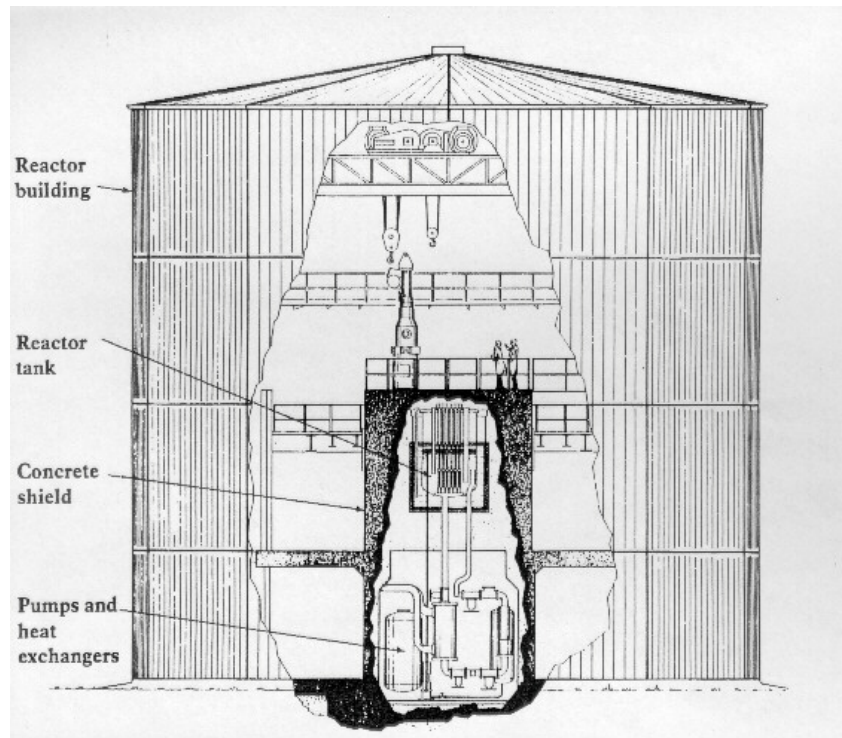 Reactor
building
Reactor
tank
Concrete
shield
Pumps and
heat
exchangers